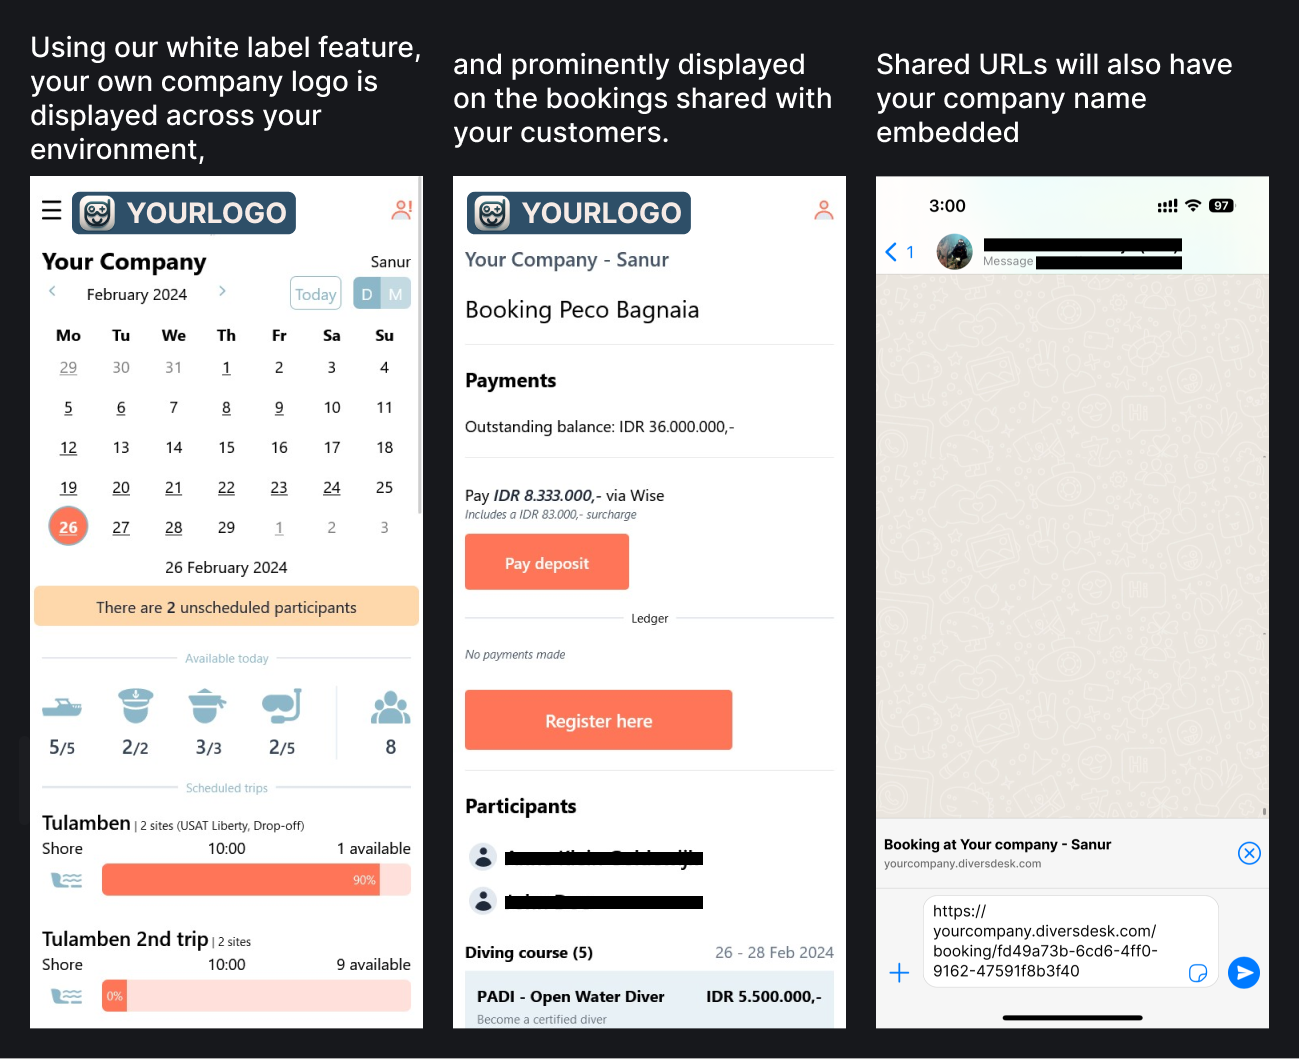 Using our white label feature,
your own company logo is
displayed across your
environment,
YOURLOGO
Your Company
Sanur
February 2024
Today
D M
Mo Tu We Th Fr Sa Su
29 30 31 1 2 3 4
5 6 7 8 9 10 11
12 13 14 15 16 17 18
19 20 21 22 23 24 25
26 27 28 29 1 2 3
26 February 2024
There are 2 unscheduled participants
Available today
5/5 2/2 3/3 2/5 8
Scheduled trips
Tulamben | 2 sites (USAT Liberty, Drop-off)
Shore 10:00 1 available
90%
Tulamben 2nd trip | 2 sites
Shore 10:00 9 available
0%
and prominently displayed
on the bookings shared with
your customers.
YOURLOGO
Your Company - Sanur
Booking Peco Bagnaia
Payments
Outstanding balance: IDR 36.000.000,-
Pay IDR 8.333.000,- via Wise
Includes a IDR 83.000,- surcharge
Pay deposit
Ledger
No payments made
Register here
Participants
Diving course (5) 26 - 28 Feb 2024
PADI - Open Water Diver IDR 5.500.000,-
Become a certified diver
Shared URLs will also have
your company name
embedded
3:00
97
1
Message
Booking at Your company - Sanur
yourcompany.diversdesk.com
https://
yourcompany.diversdesk.com/
booking/fd49a73b-6cd6-4ff0-
9162-47591f8b3f40